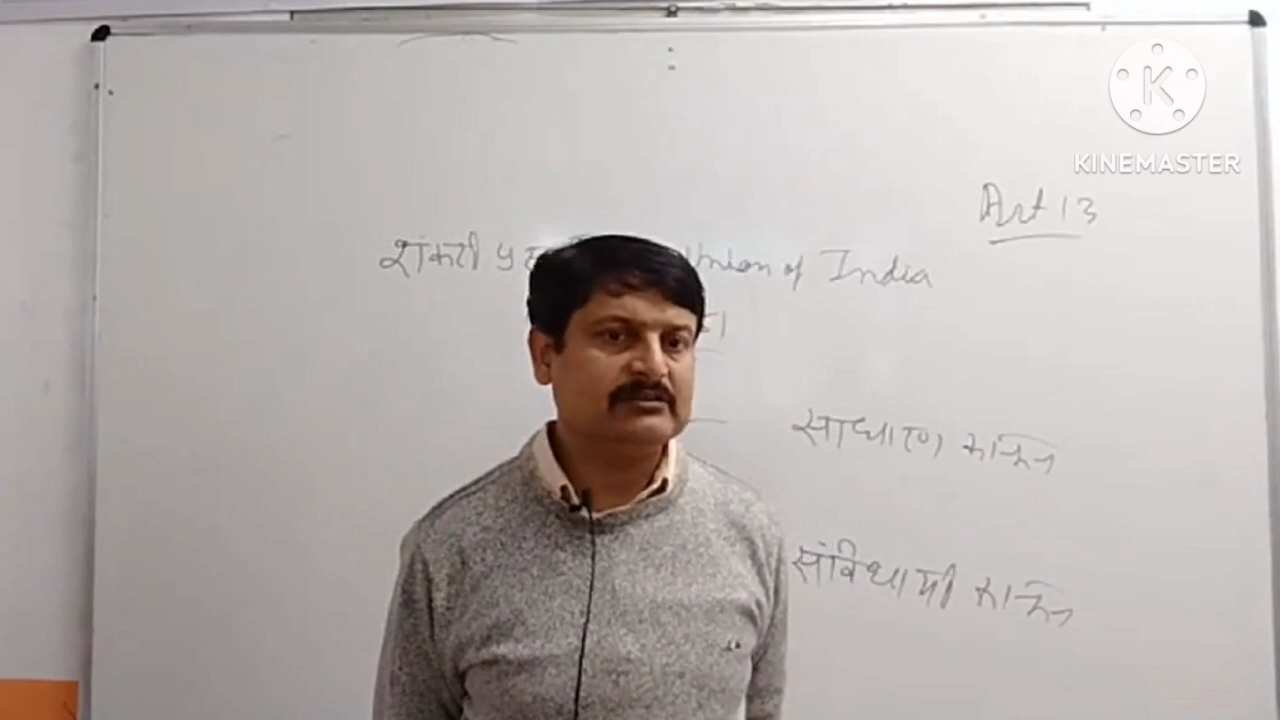 KINEMASTER
Art 13
शंकरी प्र Union of India
साधारण कानून
संविधायी कानून